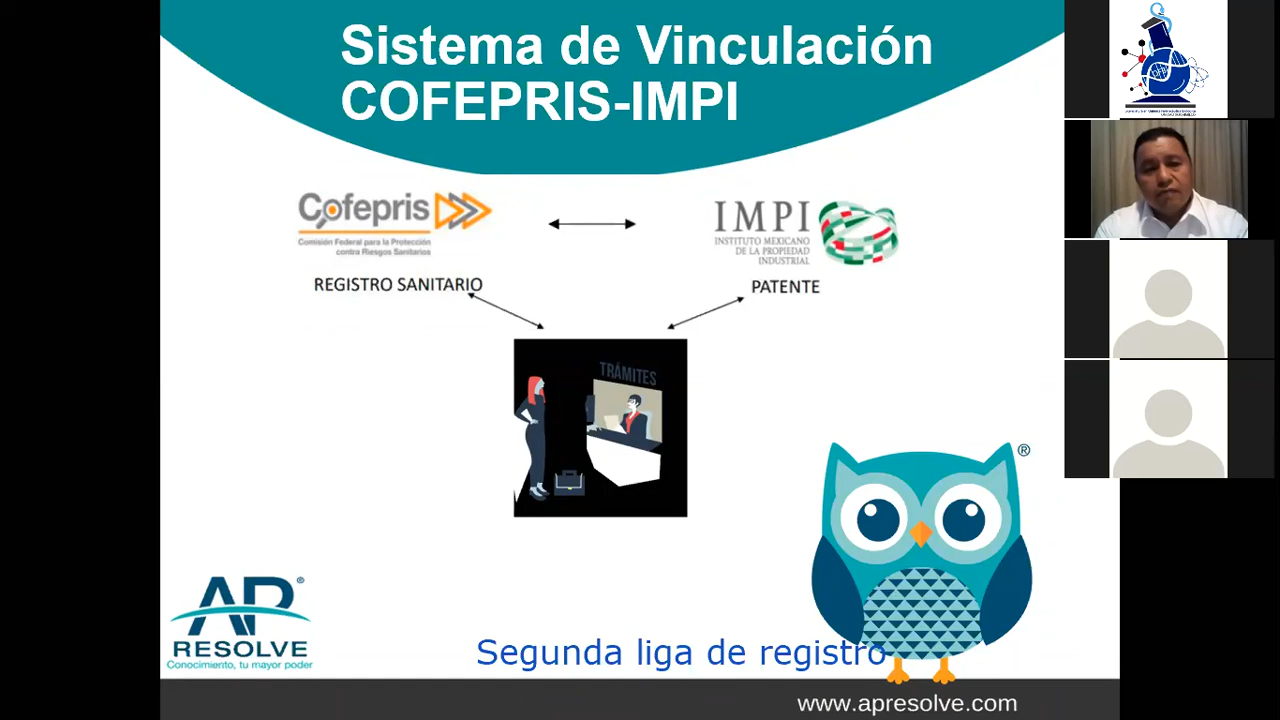 Sistema de Vinculación
COFEPRIS-IMPI
Cofepris
Comisión Federal para la Protección
contra Riesgos Sanitarios
IMPI
INSTITUTO MEXICANO
DE LA PROPIEDAD
INDUSTRIAL
REGISTRO SANITARIO
PATENTE
TRÁMITES
®
AP®
RESOLVE
Conocimiento, tu mayor poder
Segunda liga de registro
www.apresolve.com